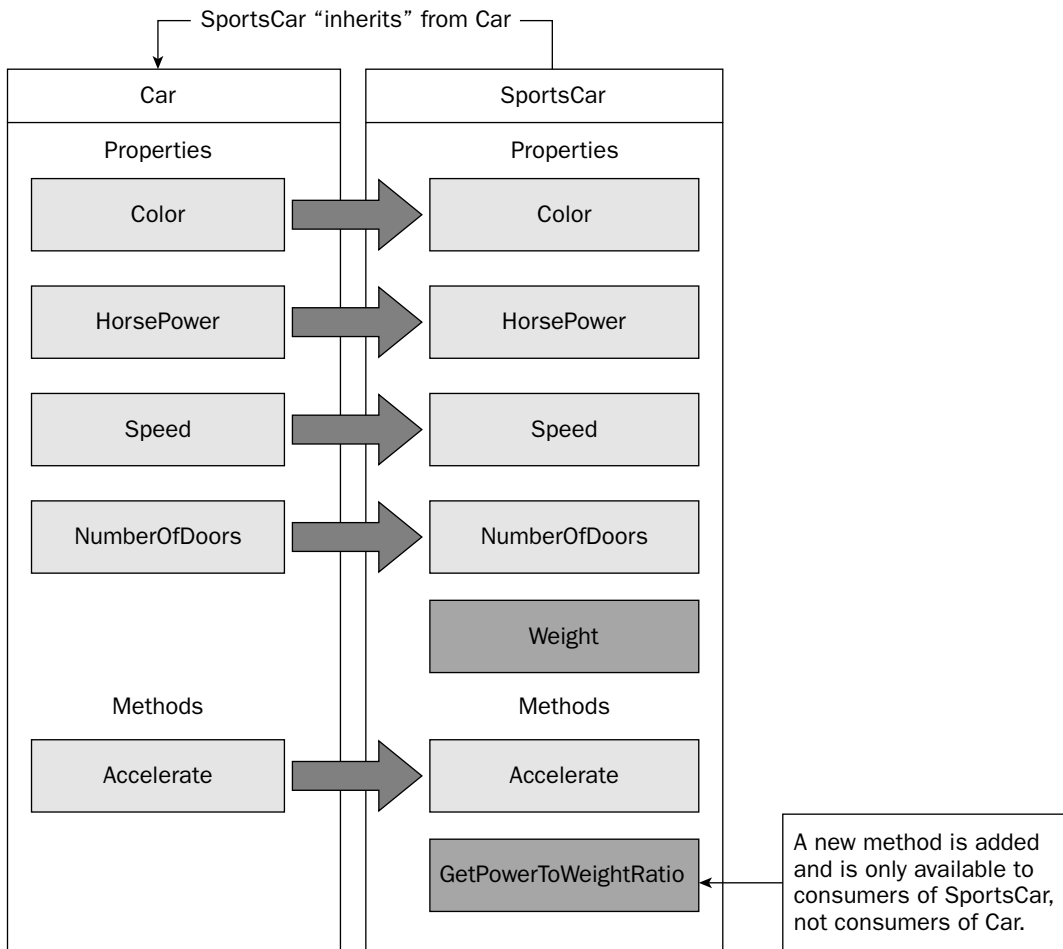 SportsCar “inherits” from Car
Car
Properties
Color
HorsePower
Speed
NumberOfDoors
Methods
Accelerate
SportsCar
Properties
Color
HorsePower
Speed
NumberOfDoors
Weight
Methods
Accelerate
GetPowerToWeightRatio
A new method is added
and is only available to
consumers of SportsCar,
not consumers of Car.